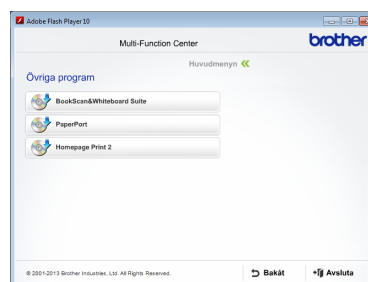 Adobe Flash Player 10
Multi-Function Center
brother
Huvudmenyn
Övriga program
BookScan&Whiteboard Suite
PaperPort
Homepage Print 2
© 2001-2013 Brother Industries, Ltd. All Rights Reserved.
Bakåt
Avsluta